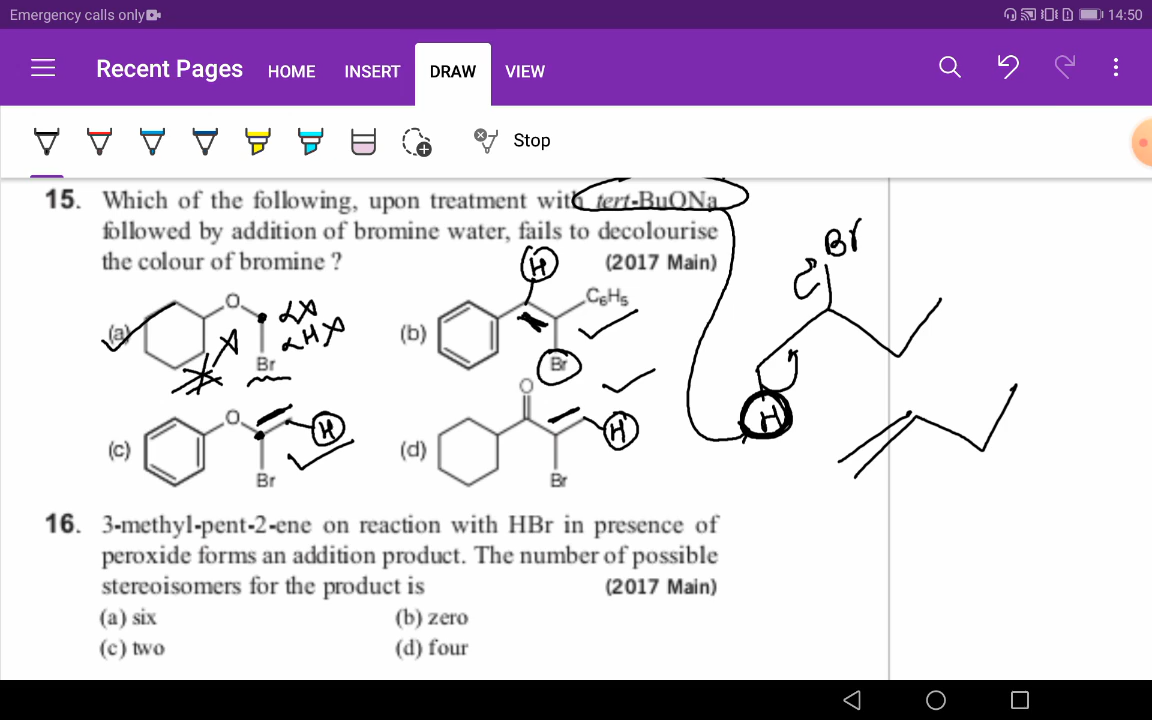 Emergency calls only 14:50
Recent Pages HOME INSERT DRAW VIEW
Stop
15. Which of the following, upon treatment with tert-BuONa
followed by addition of bromine water, fails to decolourise
the colour of bromine ? (2017 Main)
H
Br
(a) O Br
αX
αHX
(b) C6H5 Br
(c) O Br H
(d) O Br H
H
16. 3-methyl-pent-2-ene on reaction with HBr in presence of
peroxide forms an addition product. The number of possible
stereoisomers for the product is (2017 Main)
(a) six (b) zero
(c) two (d) four